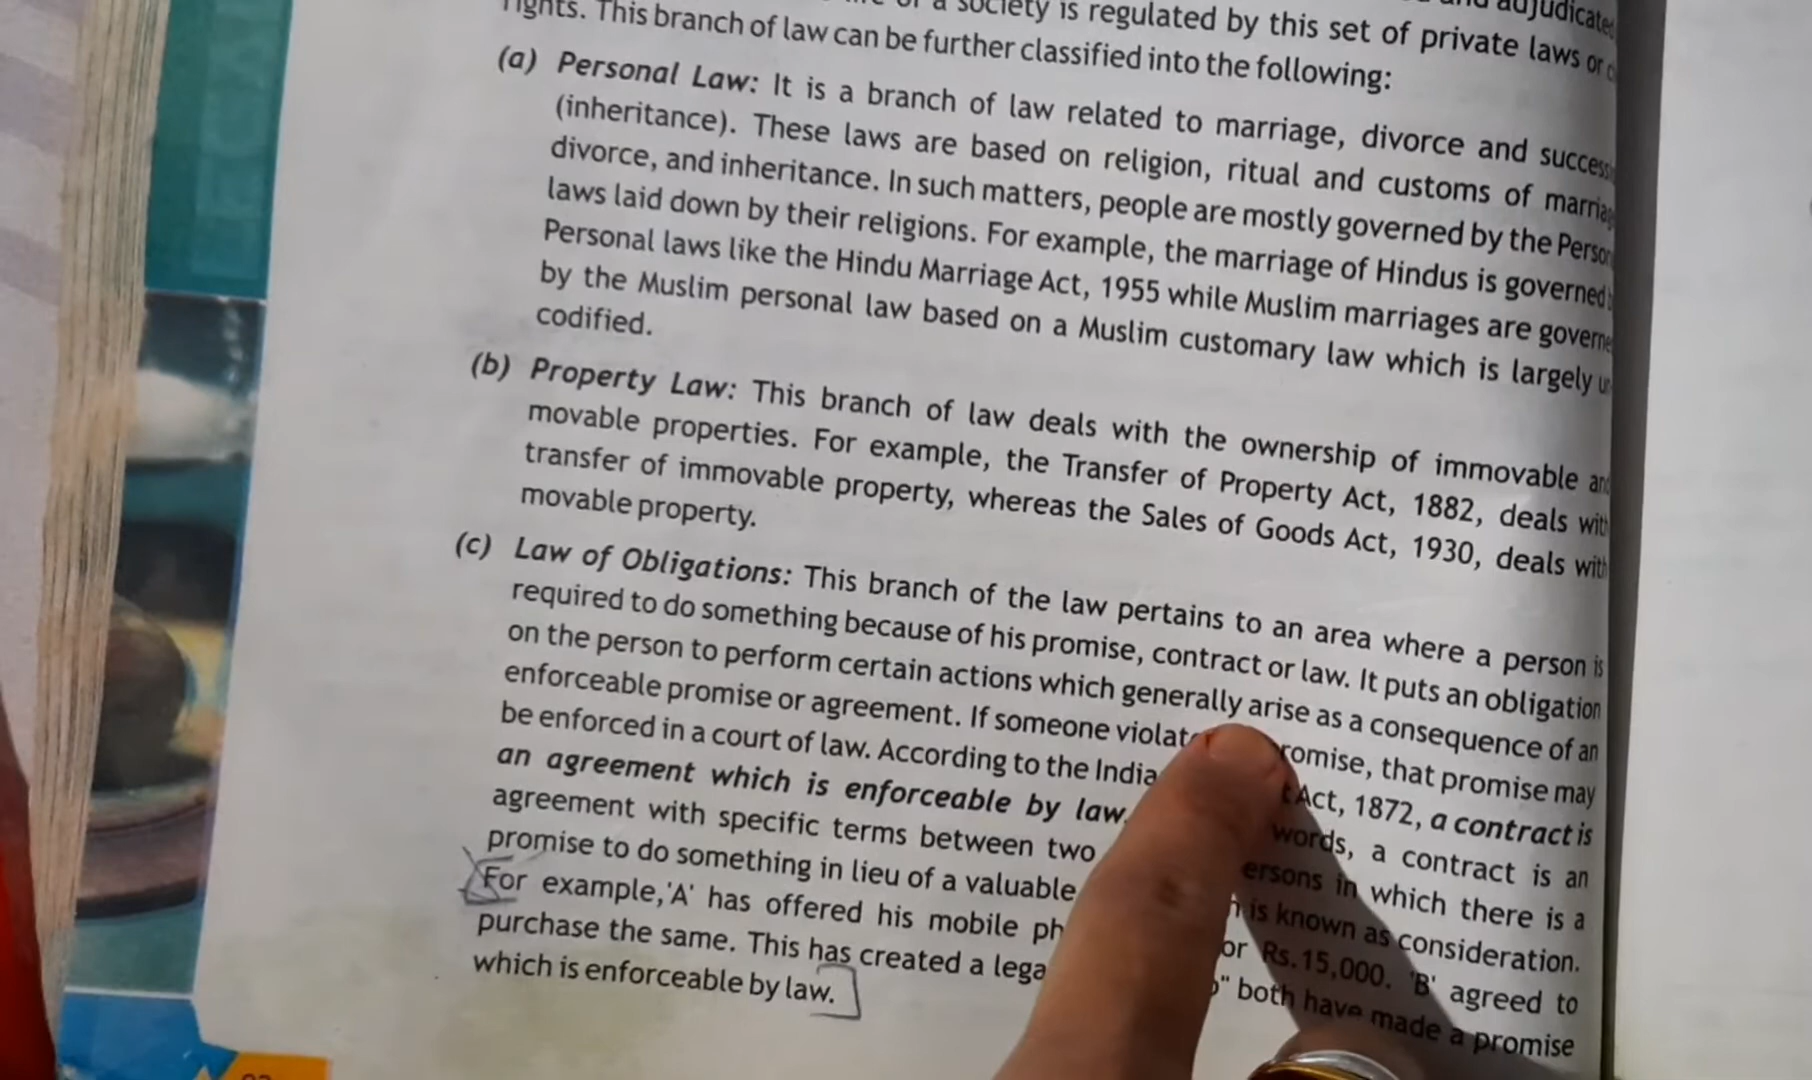 a society is regulated by this set of private laws or
rights. This branch of law can be further classified into the following:
(a) Personal Law: It is a branch of law related to marriage, divorce and
(inheritance). These laws are based on religion, ritual and customs of
divorce, and inheritance. In such matters, people are mostly governed by the
laws laid down by their religions. For example, the marriage of Hindus is governed
Personal laws like the Hindu Marriage Act, 1955 while Muslim marriages are
by the Muslim personal law based on a Muslim customary law which is largely
codified.
(b) Property Law: This branch of law deals with the ownership of immovable
movable properties. For example, the Transfer of Property Act, 1882, deals with
transfer of immovable property, whereas the Sales of Goods Act, 1930, deals with
movable property.
(c) Law of Obligations: This branch of the law pertains to an area where a person is
required to do something because of his promise, contract or law. It puts an obligation
on the person to perform certain actions which generally arise as a consequence of an
enforceable promise or agreement. If someone that promise may
be enforced in a court of law. According to the Act, 1872, a contract is
an agreement which is enforceable by law. words, a contract is an
agreement with specific terms between two in which there is a
promise to do something in lieu of a valuable is known as consideration.
For example,'A' has offered his mobile Rs.15,000. 'B' agreed to
purchase the same. This has created a both have made a promise
which is enforceable by law.